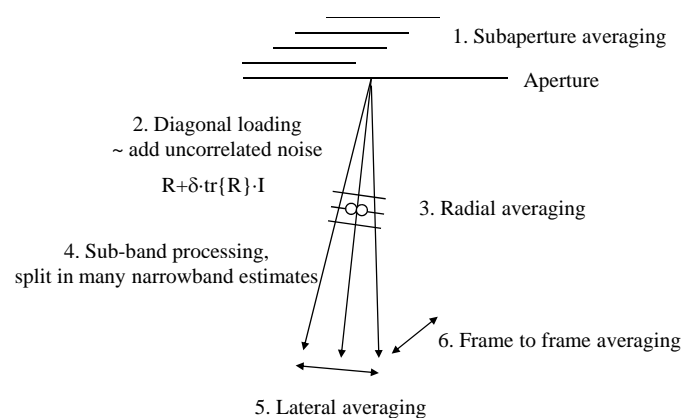 1. Subaperture averaging
Aperture
2. Diagonal loading
~ add uncorrelated noise
R+δ·tr{R}·I
3. Radial averaging
4. Sub-band processing,
split in many narrowband estimates
6. Frame to frame averaging
5. Lateral averaging